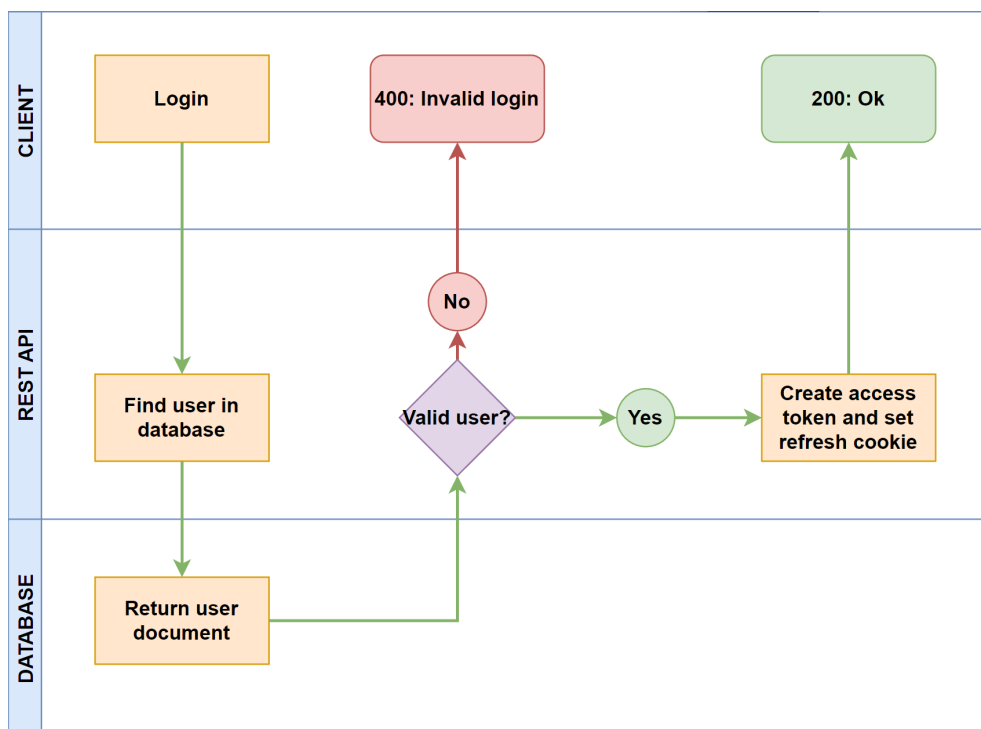 CLIENT
Login
400: Invalid login
200: Ok
REST API
No
Find user in
database
Valid user?
Yes
Create access
token and set
refresh cookie
DATABASE
Return user
document